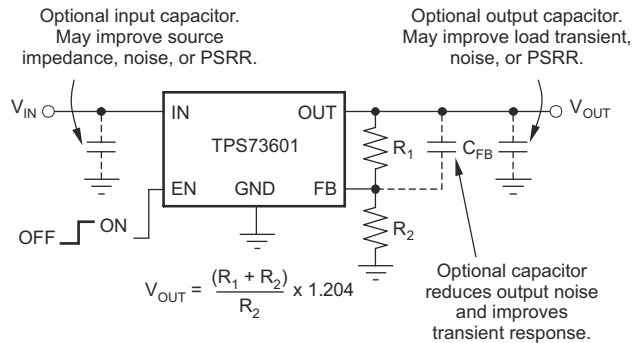 Optional input capacitor.
May improve source
impedance, noise, or PSRR.
Optional output capacitor.
May improve load transient,
noise, or PSRR.
V_IN
IN
OUT
V_OUT
TPS73601
R_1
C_FB
EN
GND
FB
OFF
ON
R_2
V_OUT = (R_1 + R_2) / R_2 x 1.204
Optional capacitor
reduces output noise
and improves
transient response.